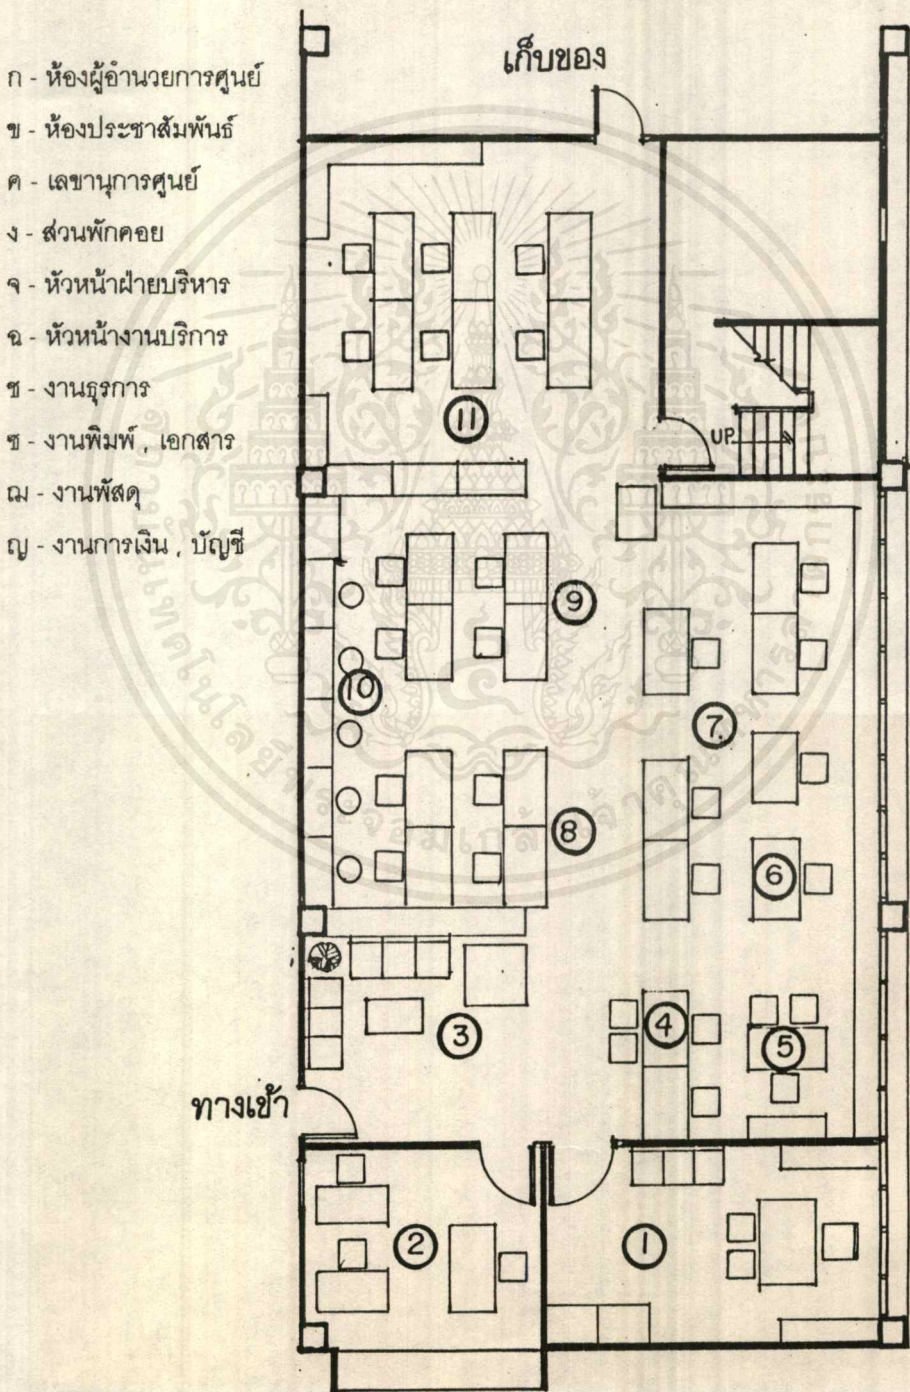 เก็บของ
ก - ห้องผู้อำนวยการศูนย์
ข - ห้องประชาสัมพันธ์
ค - เลขานุการศูนย์
ง - ส่วนพักคอย
จ - หัวหน้าฝ่ายบริหาร
ฉ - หัวหน้างานบริการ
ช - งานธุรการ
ซ - งานพิมพ์ , เอกสาร
ฌ - งานพัสดุ
ญ - งานการเงิน , บัญชี
UP
11
9
10
7
8
6
4
3
5
ทางเข้า
2
1